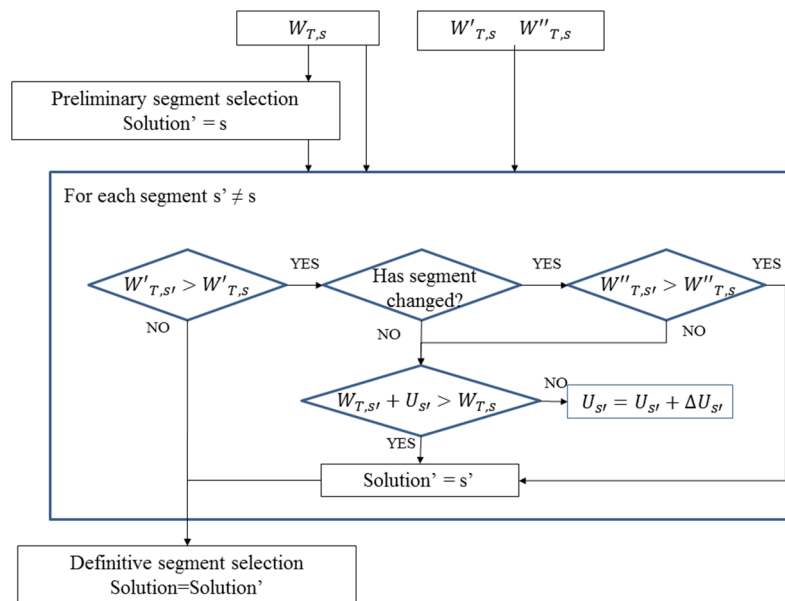 W_{T,s}
W'_{T,s} W''_{T,s}
Preliminary segment selection
Solution’ = s
For each segment s’ ≠ s
W'_{T,s'} > W'_{T,s}
YES
Has segment
changed?
YES
W''_{T,s'} > W''_{T,s}
YES
NO
NO
NO
W_{T,s'} + U_{s'} > W_{T,s}
NO
U_{s'} = U_{s'} + ΔU_{s'}
YES
Solution’ = s’
Definitive segment selection
Solution=Solution’